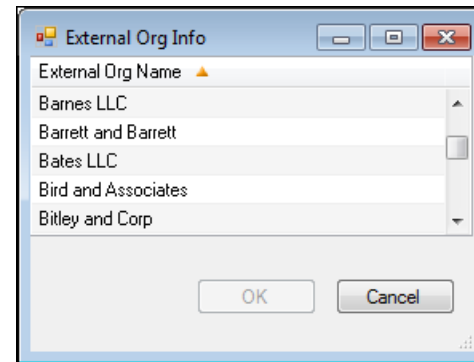 External Org Info
External Org Name
Barnes LLC
Barrett and Barrett
Bates LLC
Bird and Associates
Bitley and Corp
OK
Cancel